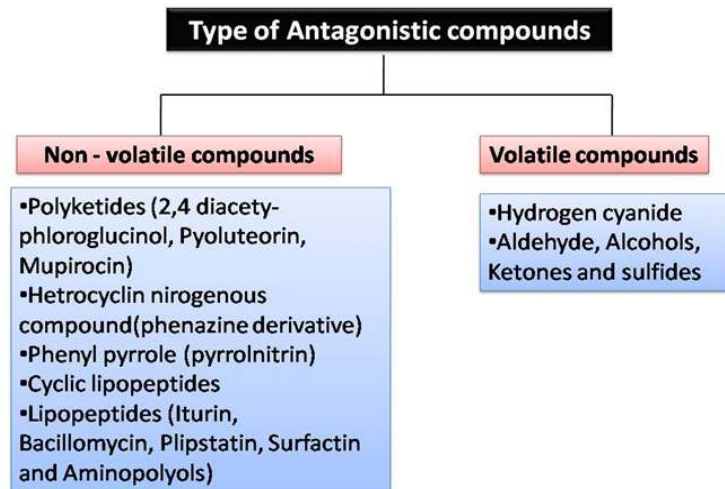 Type of Antagonistic compounds
Non - volatile compounds
•Polyketides (2,4 diacety-
phloroglucinol, Pyoluteorin,
Mupirocin)
•Hetrocyclin nirogenous
compound(phenazine derivative)
•Phenyl pyrrole (pyrrolnitrin)
•Cyclic lipopeptides
•Lipopeptides (Iturin,
Bacillomycin, Plipstatin, Surfactin
and Aminopolyols)
Volatile compounds
•Hydrogen cyanide
•Aldehyde, Alcohols,
Ketones and sulfides